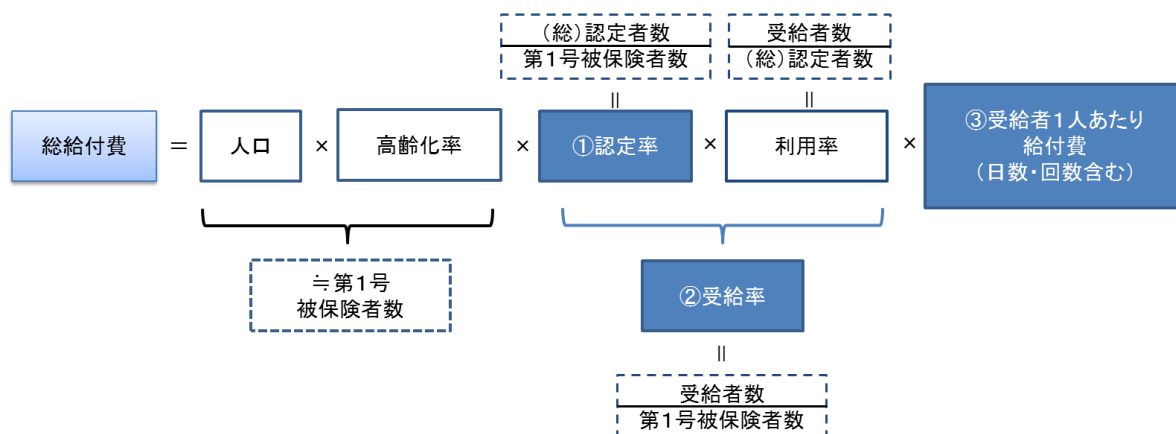 (総)認定者数
第1号被保険者数
受給者数
(総)認定者数
=
=
総給付費
=
人口
×
高齢化率
×
①認定率
×
利用率
×
③受給者1人あたり
給付費
(日数・回数含む)
≒第1号
被保険者数
②受給率
=
受給者数
第1号被保険者数